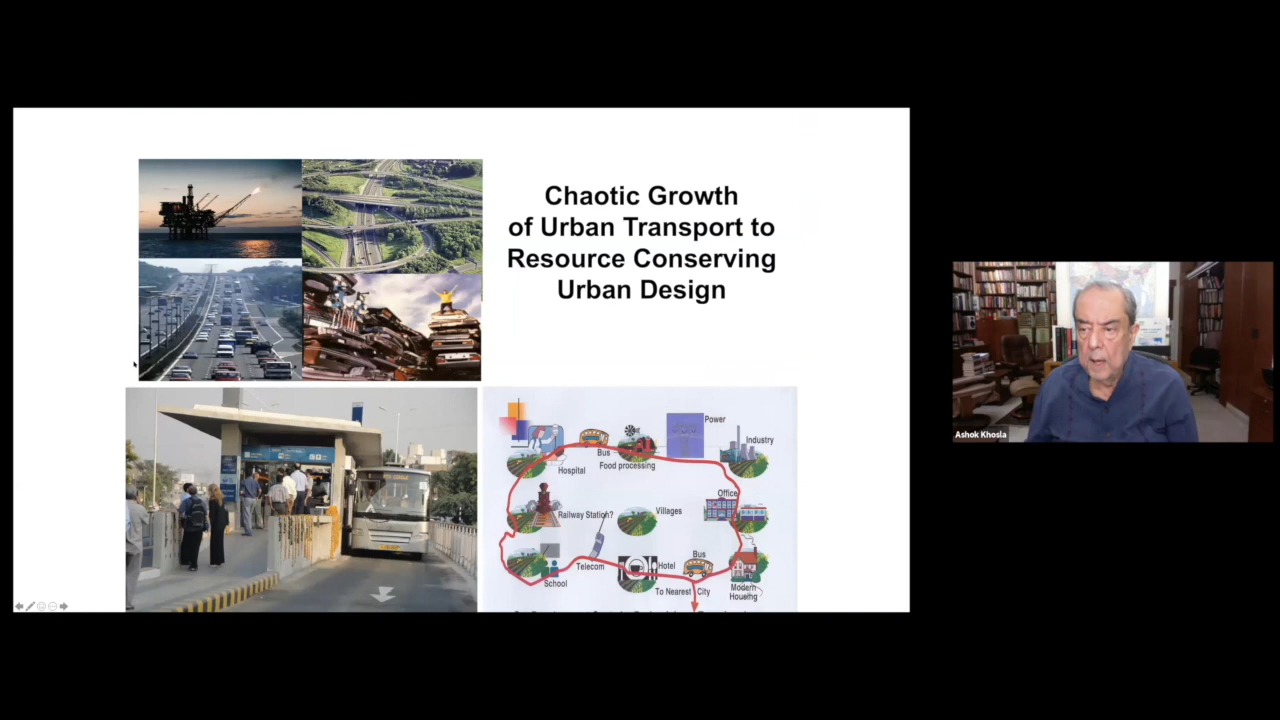 Chaotic Growth
of Urban Transport to
Resource Conserving
Urban Design
Power
Bus
Industry
Food processing
Hospital
Office
Railway Station?
Villages
Bus
Telecom
Hotel
School
To Nearest City
Modern
Housing
Ashok Khosla